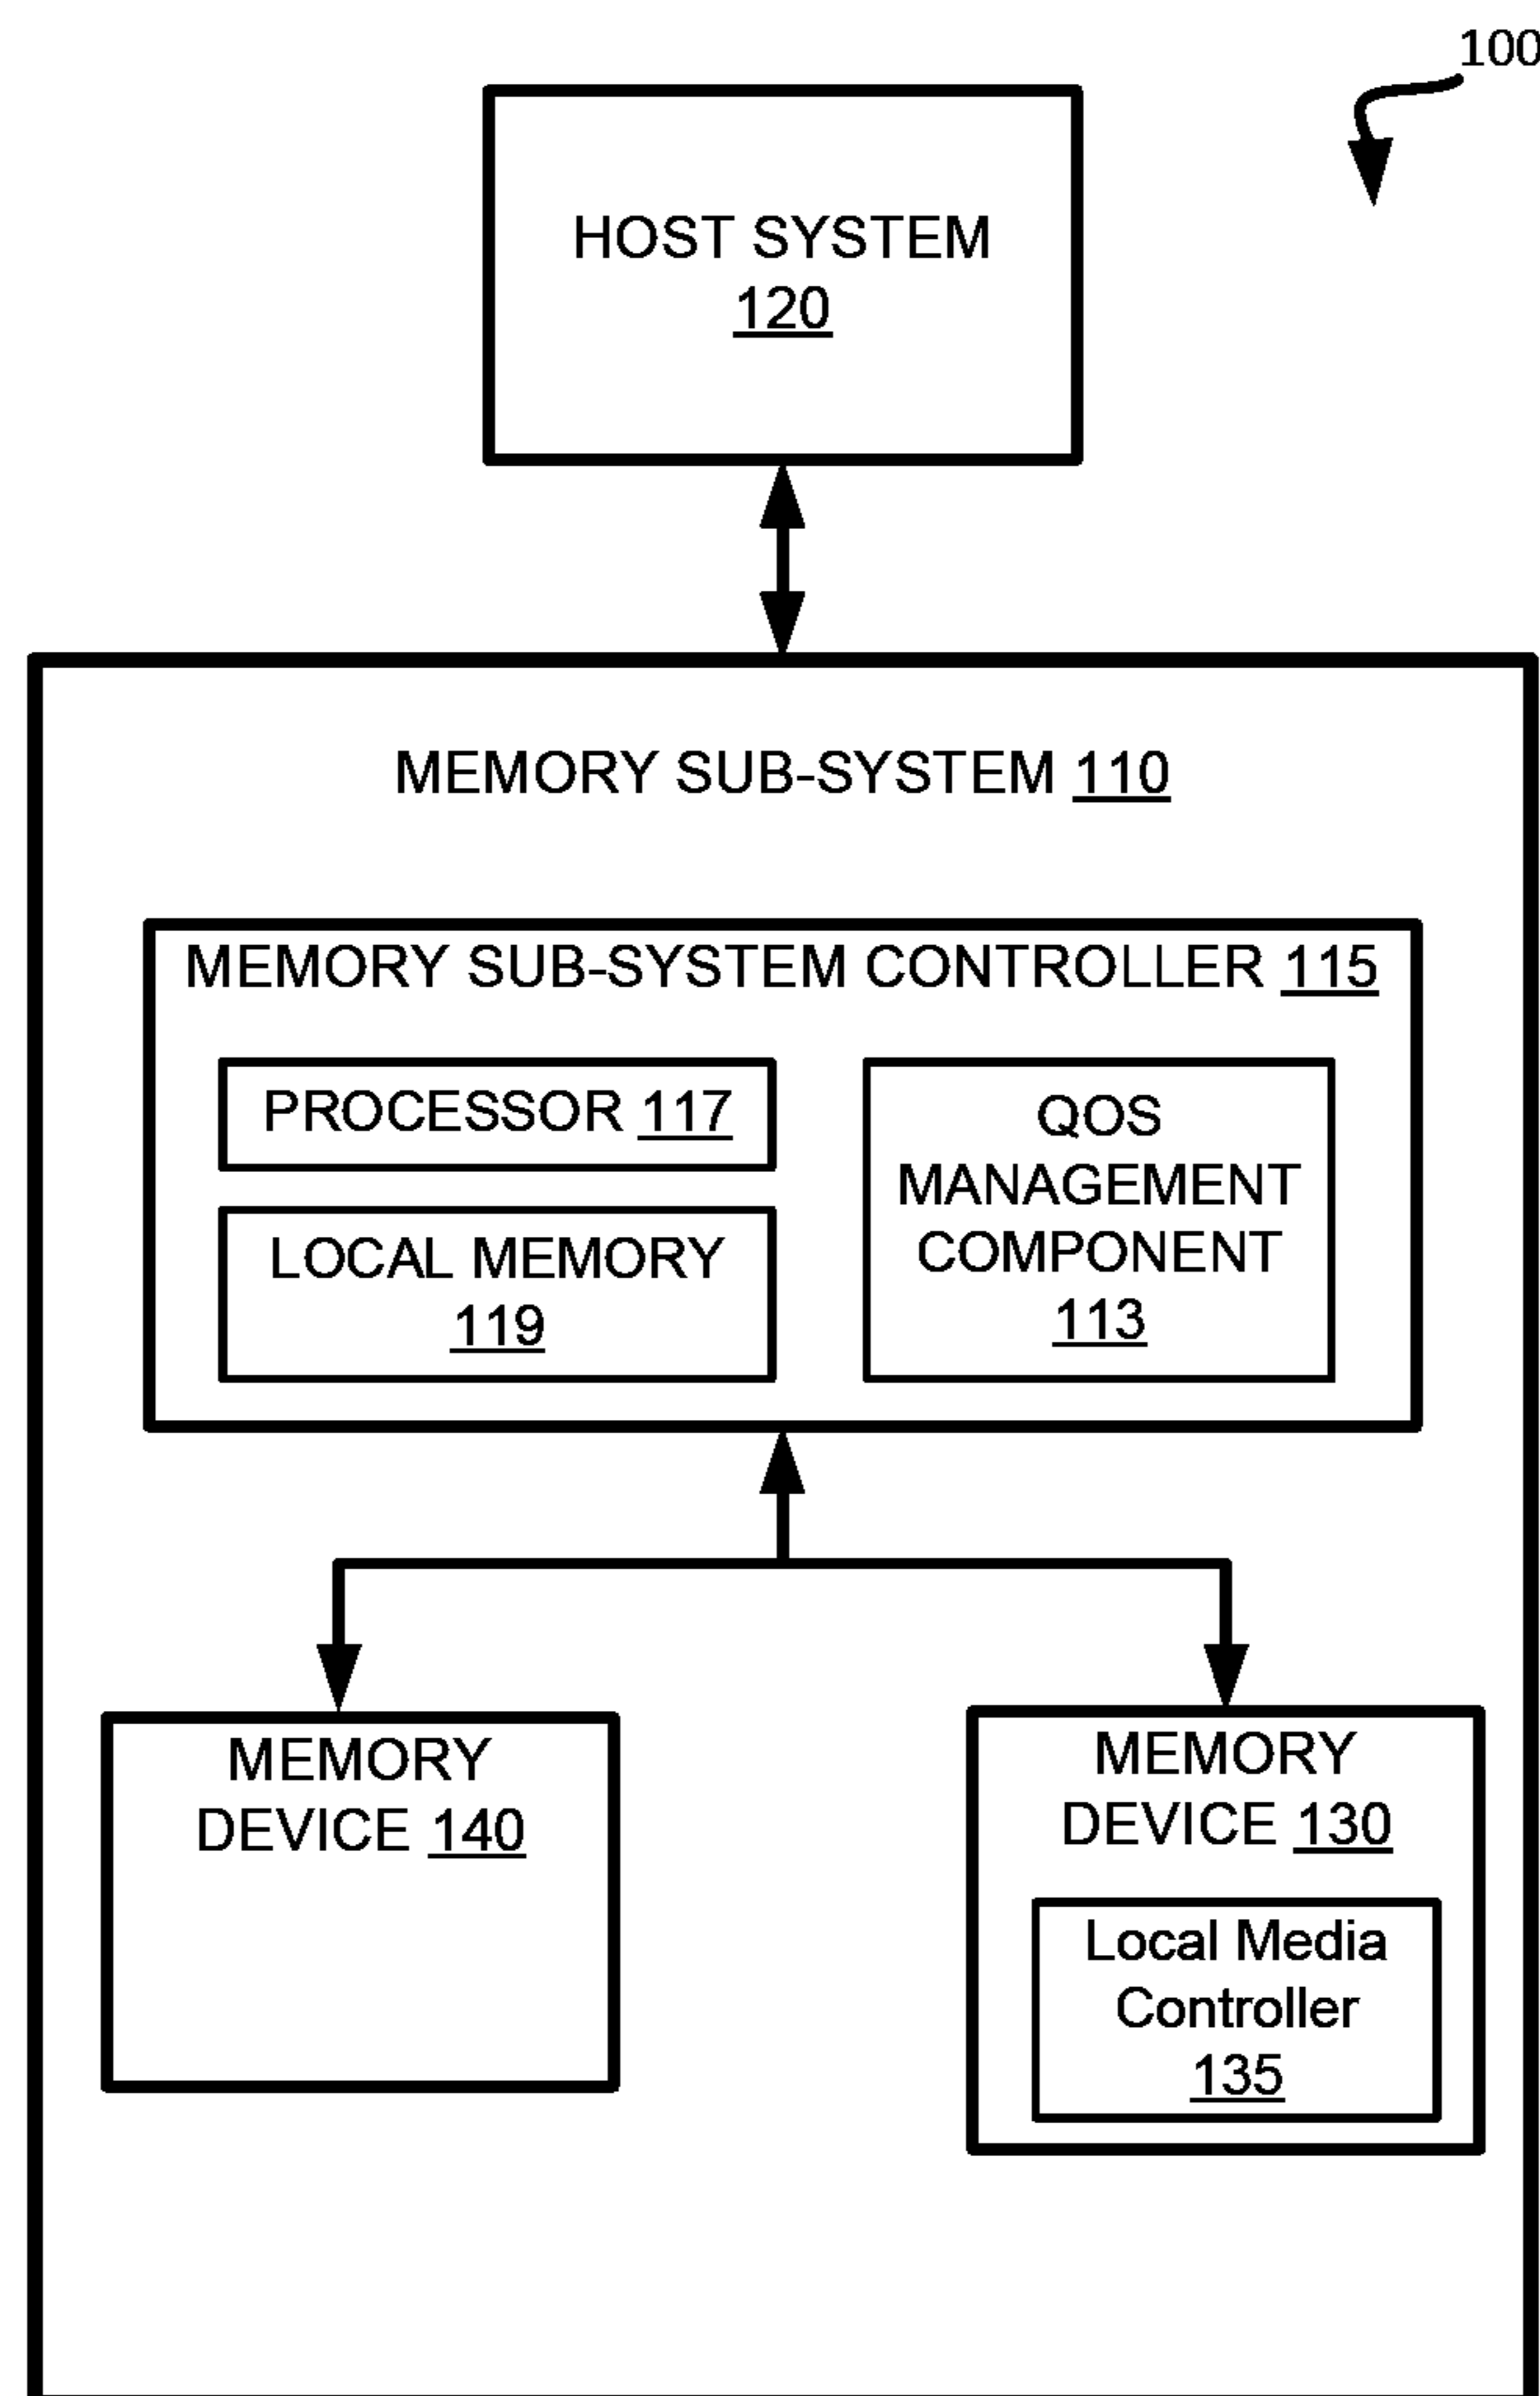 100
HOST SYSTEM
120
MEMORY SUB-SYSTEM 110
MEMORY SUB-SYSTEM CONTROLLER 115
PROCESSOR 117
LOCAL MEMORY
119
QOS
MANAGEMENT
COMPONENT
113
MEMORY
DEVICE 140
MEMORY
DEVICE 130
Local Media
Controller
135